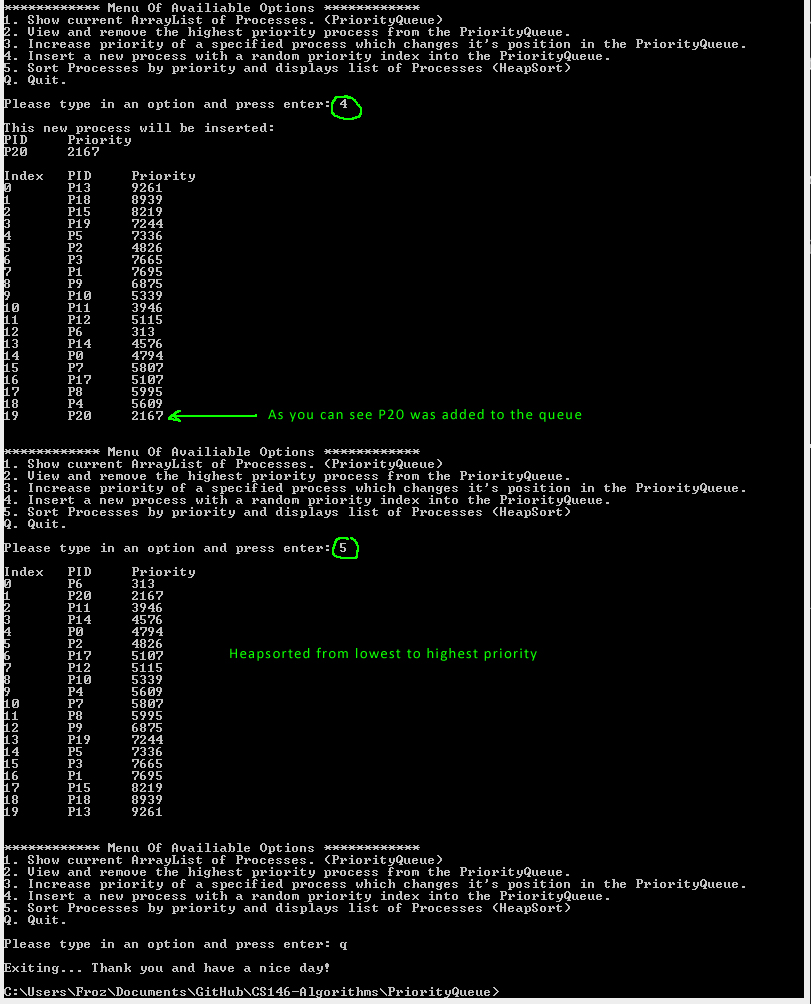 ************ Menu Of Availiable Options ************
1. Show current ArrayList of Processes. (PriorityQueue)
2. View and remove the highest priority process from the PriorityQueue.
3. Increase priority of a specified process which changes it's position in the PriorityQueue.
4. Insert a new process with a random priority index into the PriorityQueue.
5. Sort Processes by priority and displays list of Processes (HeapSort)
Q. Quit.
Please type in an option and press enter: 4
This new process will be inserted:
PID Priority
P20 2167
Index PID Priority
0 P13 9261
1 P18 8939
2 P15 8219
3 P19 7244
4 P5 7336
5 P2 4826
6 P3 7665
7 P1 7695
8 P9 6875
9 P10 5339
10 P11 3946
11 P12 5115
12 P6 313
13 P14 4576
14 P0 4794
15 P7 5807
16 P17 5107
17 P8 5995
18 P4 5609
19 P20 2167 As you can see P20 was added to the queue
************ Menu Of Availiable Options ************
1. Show current ArrayList of Processes. (PriorityQueue)
2. View and remove the highest priority process from the PriorityQueue.
3. Increase priority of a specified process which changes it's position in the PriorityQueue.
4. Insert a new process with a random priority index into the PriorityQueue.
5. Sort Processes by priority and displays list of Processes (HeapSort)
Q. Quit.
Please type in an option and press enter: 5
Index PID Priority
0 P6 313
1 P20 2167
2 P11 3946
3 P14 4576
4 P0 4794
5 P2 4826
6 P17 5107 Heapsorted from lowest to highest priority
7 P12 5115
8 P10 5339
9 P4 5609
10 P7 5807
11 P8 5995
12 P9 6875
13 P19 7244
14 P5 7336
15 P3 7665
16 P1 7695
17 P15 8219
18 P18 8939
19 P13 9261
************ Menu Of Availiable Options ************
1. Show current ArrayList of Processes. (PriorityQueue)
2. View and remove the highest priority process from the PriorityQueue.
3. Increase priority of a specified process which changes it's position in the PriorityQueue.
4. Insert a new process with a random priority index into the PriorityQueue.
5. Sort Processes by priority and displays list of Processes (HeapSort)
Q. Quit.
Please type in an option and press enter: q
Exiting... Thank you and have a nice day!
C:\Users\Froz\Documents\GitHub\CS146-Algorithms\PriorityQueue>